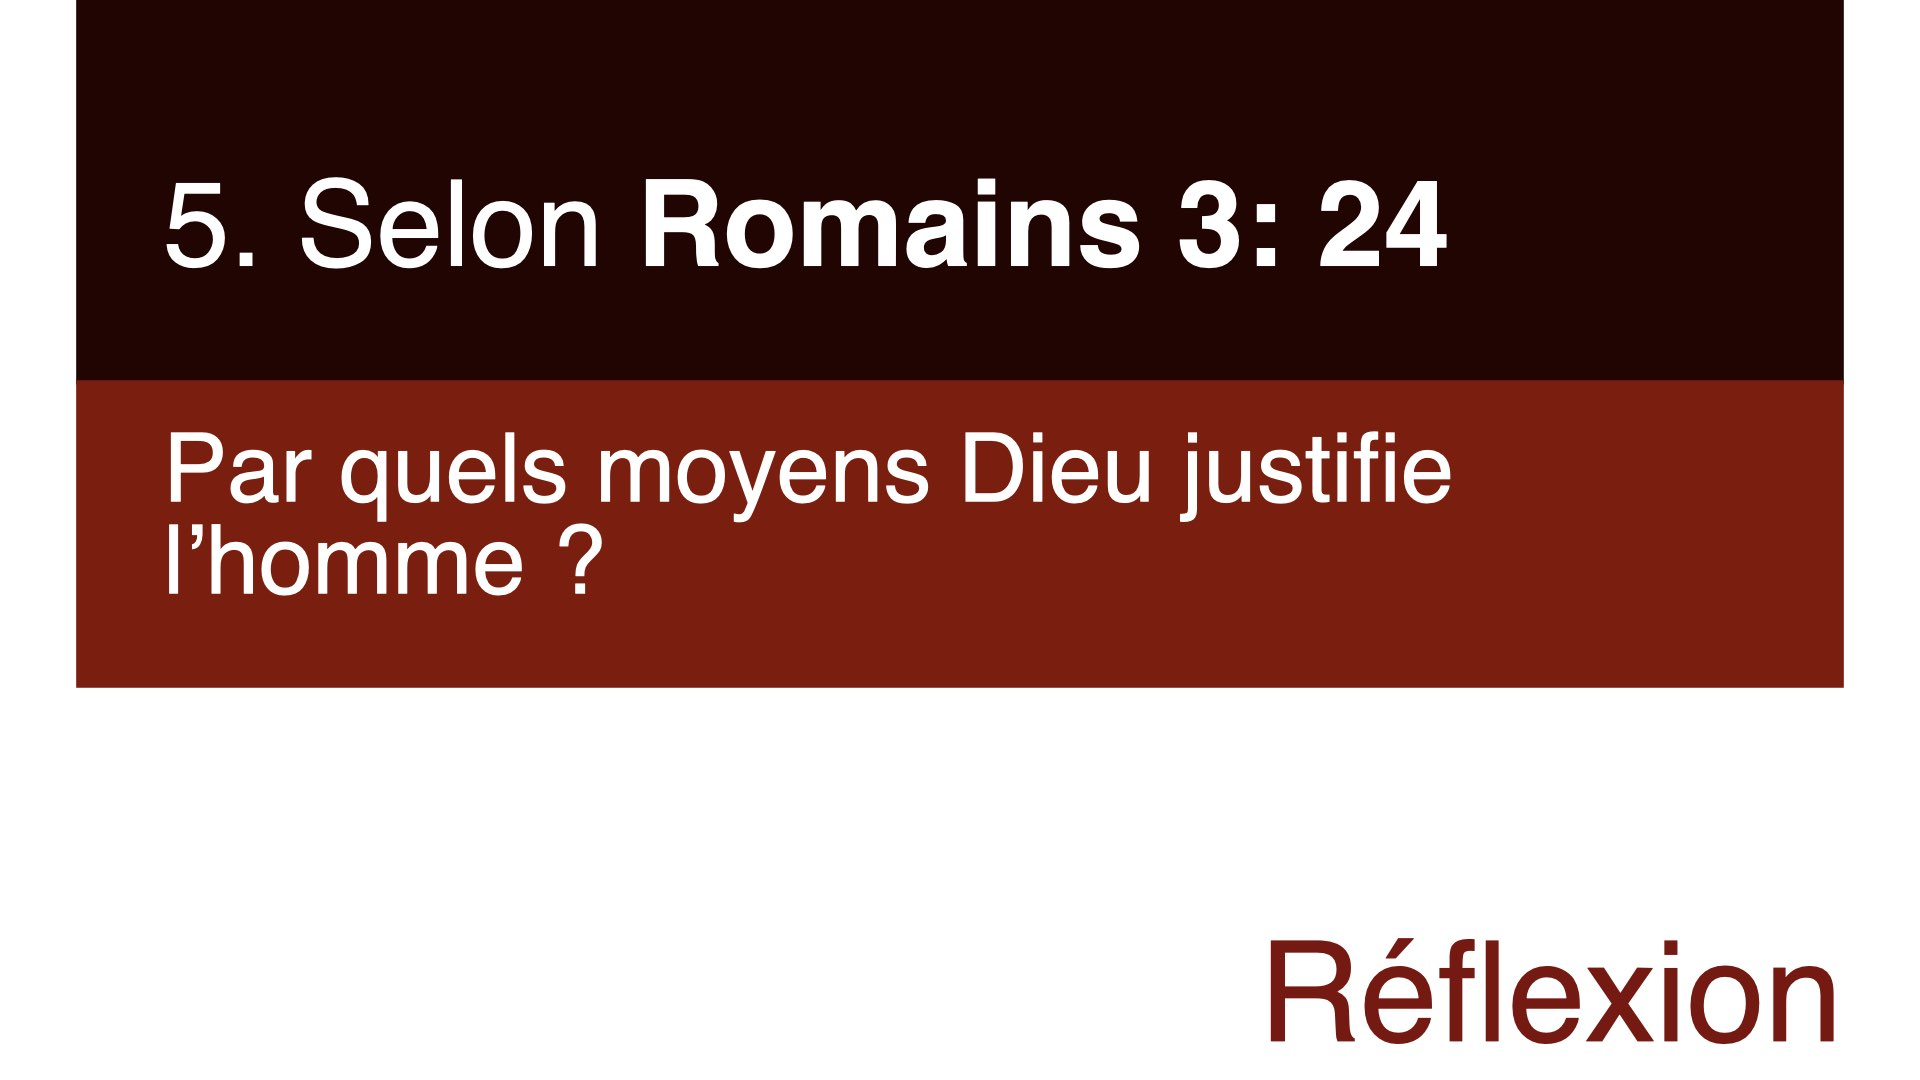 5. Selon Romains 3: 24
Par quels moyens Dieu justifie
l’homme ?
Réflexion